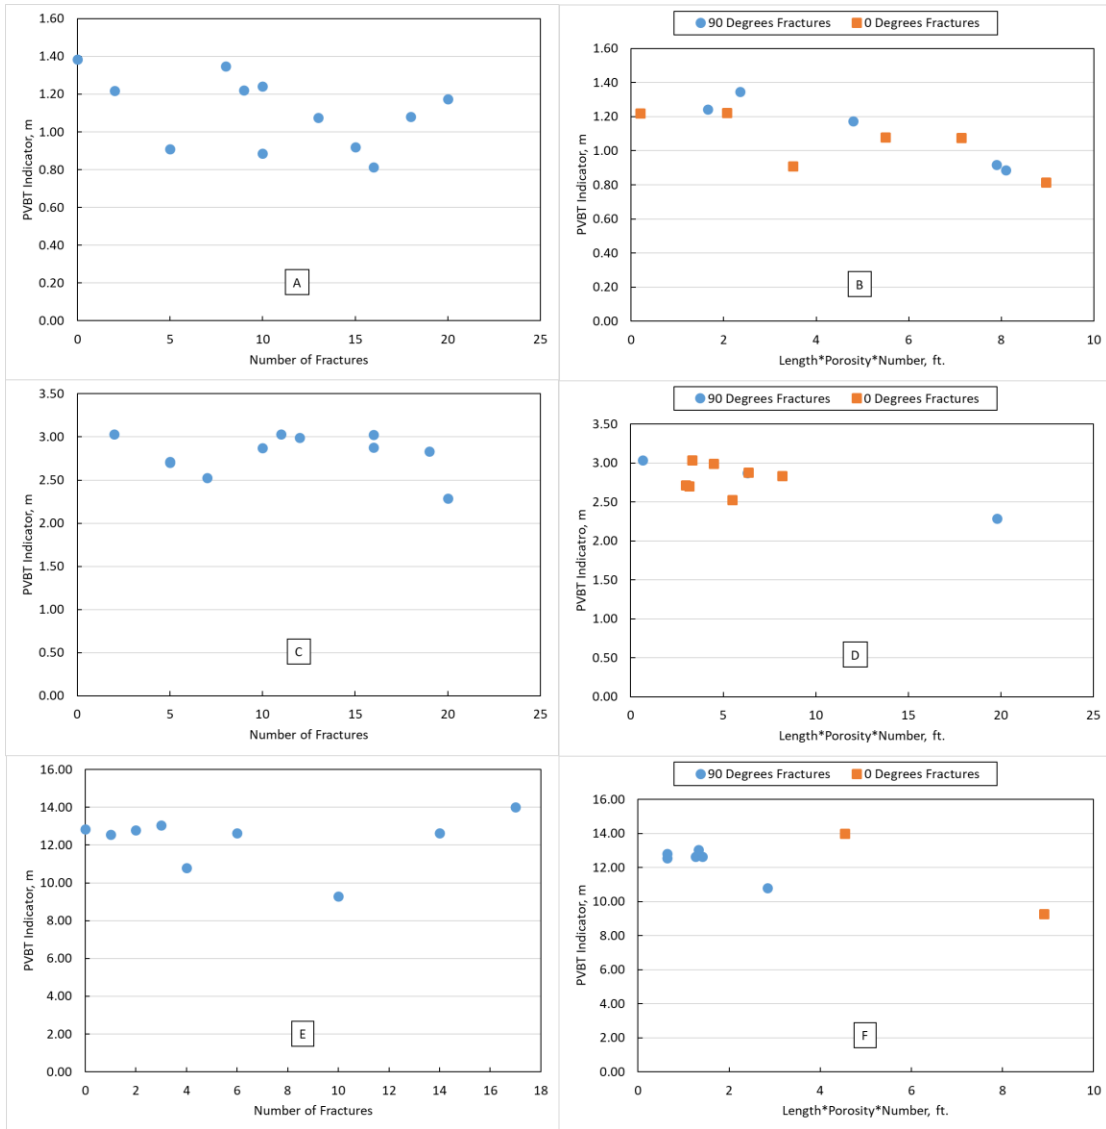 1.60
1.40
1.20
1.00
0.80
0.60
0.40
0.20
0.00
PVBT Indicator, m
A
0 5 10 15 20 25
Number of Fractures
90 Degrees Fractures 0 Degrees Fractures
1.60
1.40
1.20
1.00
0.80
0.60
0.40
0.20
0.00
PVBT Indicator, m
B
0 2 4 6 8 10
Length*Porosity*Number, ft.
3.50
3.00
2.50
2.00
1.50
1.00
0.50
0.00
PVBT Indicator, m
C
0 5 10 15 20 25
Number of Fractures
90 Degrees Fractures 0 Degrees Fractures
3.50
3.00
2.50
2.00
1.50
1.00
0.50
0.00
PVBT Indicatro, m
D
0 5 10 15 20 25
Length*Porosity*Number, ft.
16.00
14.00
12.00
10.00
8.00
6.00
4.00
2.00
0.00
PVBT Indicator, m
E
0 2 4 6 8 10 12 14 16 18
Number of Fractures
90 Degrees Fractures 0 Degrees Fractures
16.00
14.00
12.00
10.00
8.00
6.00
4.00
2.00
0.00
PVBT Indicator, m
F
0 2 4 6 8 10
Length*Porosity*Number, ft.